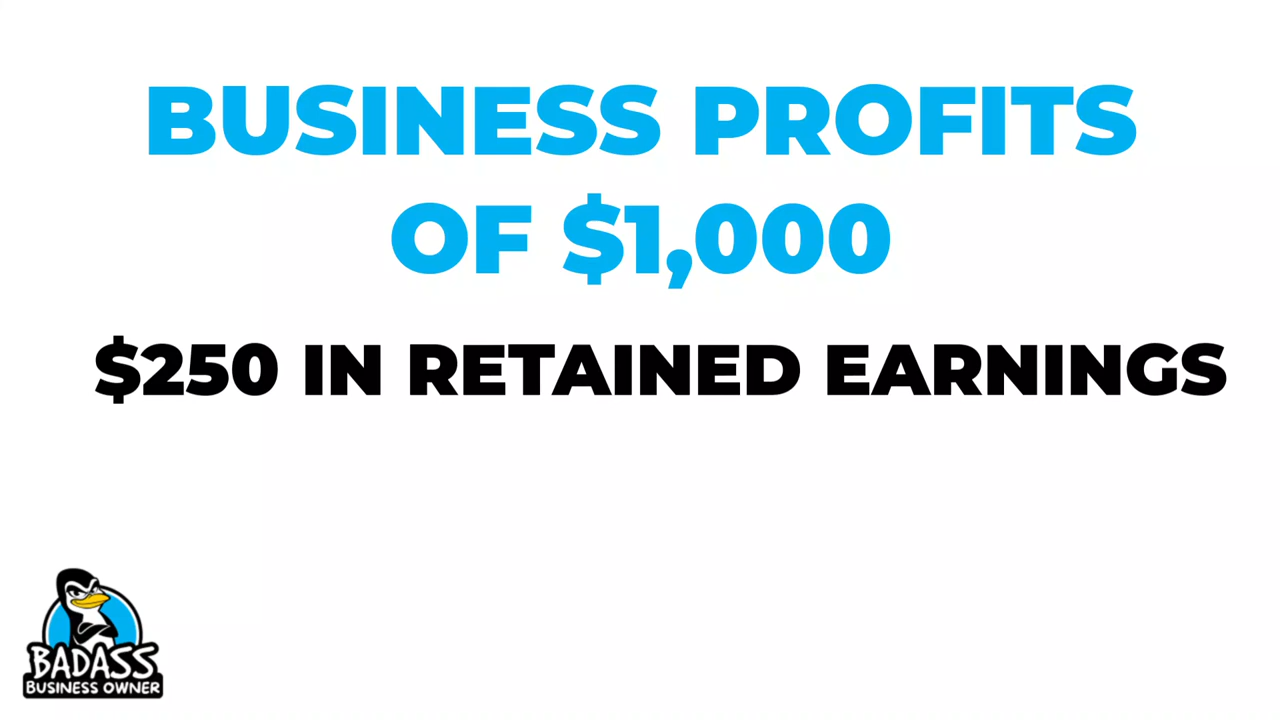 BUSINESS PROFITS
OF $1,000
$250 IN RETAINED EARNINGS
BADASS
BUSINESS OWNER